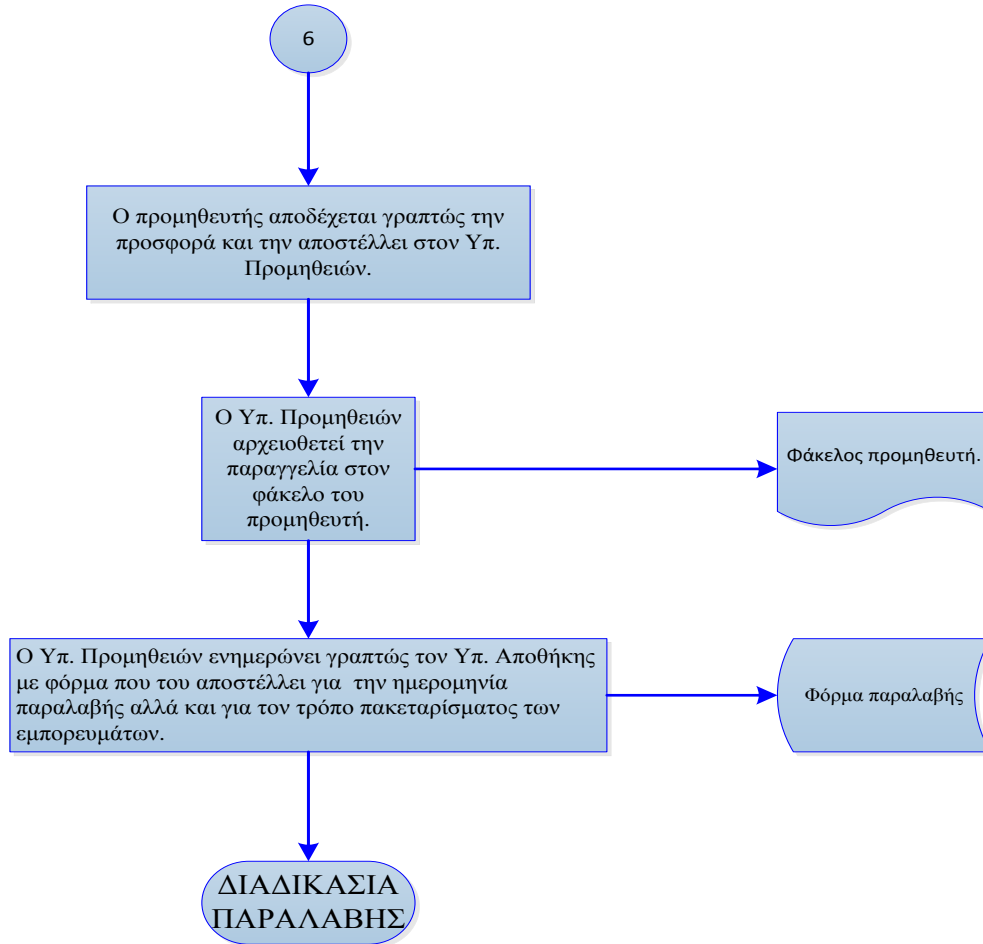 6
Ο προμηθευτής αποδέχεται γραπτώς την
προσφορά και την αποστέλλει στον Υπ.
Προμηθειών.
Ο Υπ. Προμηθειών
αρχειοθετεί την
παραγγελία στον
φάκελο του
προμηθευτή.
Φάκελος προμηθευτή.
Ο Υπ. Προμηθειών ενημερώνει γραπτώς τον Υπ. Αποθήκης
με φόρμα που του αποστέλλει για την ημερομηνία
παραλαβής αλλά και για τον τρόπο πακεταρίσματος των
εμπορευμάτων.
Φόρμα παραλαβής
ΔΙΑΔΙΚΑΣΙΑ
ΠΑΡΑΛΑΒΗΣ